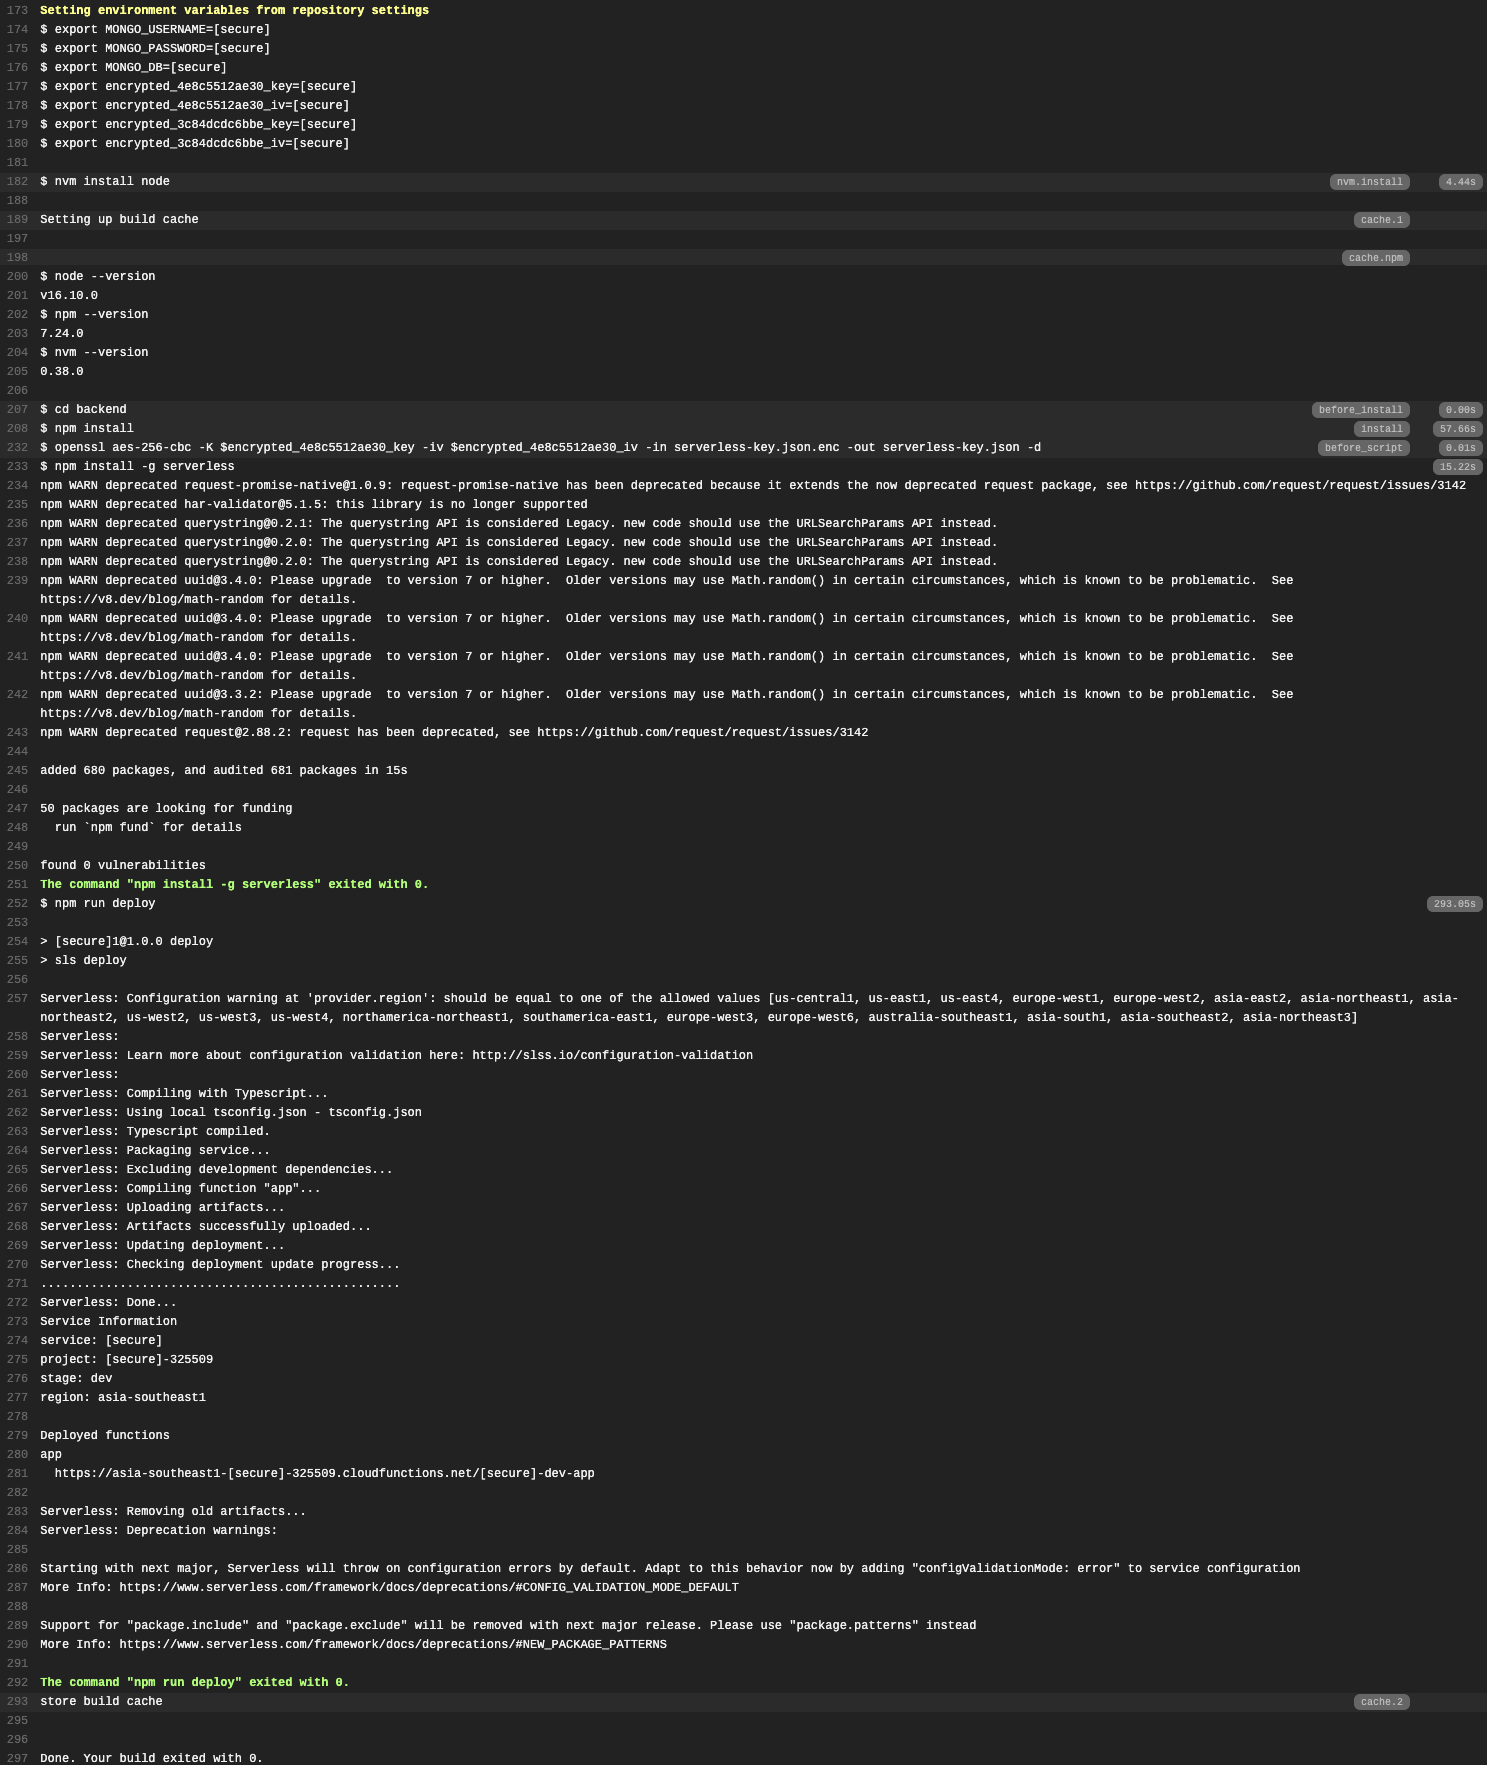 173 Setting environment variables from repository settings
174 $ export MONGO_USERNAME=[secure]
175 $ export MONGO_PASSWORD=[secure]
176 $ export MONGO_DB=[secure]
177 $ export encrypted_4e8c5512ae30_key=[secure]
178 $ export encrypted_4e8c5512ae30_iv=[secure]
179 $ export encrypted_3c84dcdc6bbe_key=[secure]
180 $ export encrypted_3c84dcdc6bbe_iv=[secure]
181
182 $ nvm install node nvm.install 4.44s
188
189 Setting up build cache cache.1
197
198 cache.npm
200 $ node --version
201 v16.10.0
202 $ npm --version
203 7.24.0
204 $ nvm --version
205 0.38.0
206
207 $ cd backend before_install 0.00s
208 $ npm install install 57.66s
232 $ openssl aes-256-cbc -K $encrypted_4e8c5512ae30_key -iv $encrypted_4e8c5512ae30_iv -in serverless-key.json.enc -out serverless-key.json -d before_script 0.01s
233 $ npm install -g serverless 15.22s
234 npm WARN deprecated request-promise-native@1.0.9: request-promise-native has been deprecated because it extends the now deprecated request package, see https://github.com/request/request/issues/3142
235 npm WARN deprecated har-validator@5.1.5: this library is no longer supported
236 npm WARN deprecated querystring@0.2.1: The querystring API is considered Legacy. new code should use the URLSearchParams API instead.
237 npm WARN deprecated querystring@0.2.0: The querystring API is considered Legacy. new code should use the URLSearchParams API instead.
238 npm WARN deprecated querystring@0.2.0: The querystring API is considered Legacy. new code should use the URLSearchParams API instead.
239 npm WARN deprecated uuid@3.4.0: Please upgrade  to version 7 or higher.  Older versions may use Math.random() in certain circumstances, which is known to be problematic.  See
https://v8.dev/blog/math-random for details.
240 npm WARN deprecated uuid@3.4.0: Please upgrade  to version 7 or higher.  Older versions may use Math.random() in certain circumstances, which is known to be problematic.  See
https://v8.dev/blog/math-random for details.
241 npm WARN deprecated uuid@3.4.0: Please upgrade  to version 7 or higher.  Older versions may use Math.random() in certain circumstances, which is known to be problematic.  See
https://v8.dev/blog/math-random for details.
242 npm WARN deprecated uuid@3.3.2: Please upgrade  to version 7 or higher.  Older versions may use Math.random() in certain circumstances, which is known to be problematic.  See
https://v8.dev/blog/math-random for details.
243 npm WARN deprecated request@2.88.2: request has been deprecated, see https://github.com/request/request/issues/3142
244
245 added 680 packages, and audited 681 packages in 15s
246
247 50 packages are looking for funding
248   run `npm fund` for details
249
250 found 0 vulnerabilities
251 The command "npm install -g serverless" exited with 0.
252 $ npm run deploy 293.05s
253
254 > [secure]1@1.0.0 deploy
255 > sls deploy
256
257 Serverless: Configuration warning at 'provider.region': should be equal to one of the allowed values [us-central1, us-east1, us-east4, europe-west1, europe-west2, asia-east2, asia-northeast1, asia-
northeast2, us-west2, us-west3, us-west4, northamerica-northeast1, southamerica-east1, europe-west3, europe-west6, australia-southeast1, asia-south1, asia-southeast2, asia-northeast3]
258 Serverless:
259 Serverless: Learn more about configuration validation here: http://slss.io/configuration-validation
260 Serverless:
261 Serverless: Compiling with Typescript...
262 Serverless: Using local tsconfig.json - tsconfig.json
263 Serverless: Typescript compiled.
264 Serverless: Packaging service...
265 Serverless: Excluding development dependencies...
266 Serverless: Compiling function "app"...
267 Serverless: Uploading artifacts...
268 Serverless: Artifacts successfully uploaded...
269 Serverless: Updating deployment...
270 Serverless: Checking deployment update progress...
271 ..................................................
272 Serverless: Done...
273 Service Information
274 service: [secure]
275 project: [secure]-325509
276 stage: dev
277 region: asia-southeast1
278
279 Deployed functions
280 app
281   https://asia-southeast1-[secure]-325509.cloudfunctions.net/[secure]-dev-app
282
283 Serverless: Removing old artifacts...
284 Serverless: Deprecation warnings:
285
286 Starting with next major, Serverless will throw on configuration errors by default. Adapt to this behavior now by adding "configValidationMode: error" to service configuration
287 More Info: https://www.serverless.com/framework/docs/deprecations/#CONFIG_VALIDATION_MODE_DEFAULT
288
289 Support for "package.include" and "package.exclude" will be removed with next major release. Please use "package.patterns" instead
290 More Info: https://www.serverless.com/framework/docs/deprecations/#NEW_PACKAGE_PATTERNS
291
292 The command "npm run deploy" exited with 0.
293 store build cache cache.2
295
296
297 Done. Your build exited with 0.